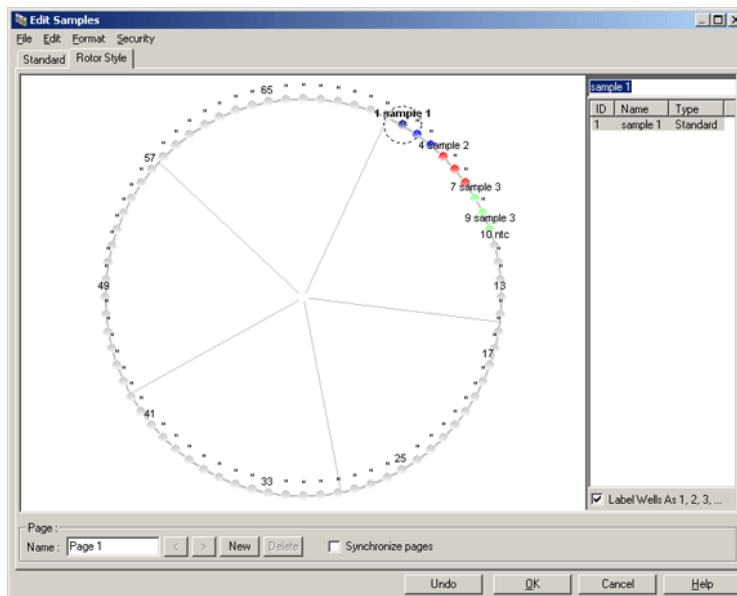 Edit Samples
File Edit Format Security
Standard Rotor Style
65
1 sample 1
4 sample 2
57
7 sample 3
9 sample 3
10 ntc
49
13
17
41
25
33
sample 1
ID Name Type
1 sample 1 Standard
Label Wells As 1, 2, 3, ...
Page :
Name : Page 1 < > New Delete Synchronize pages
Undo OK Cancel Help